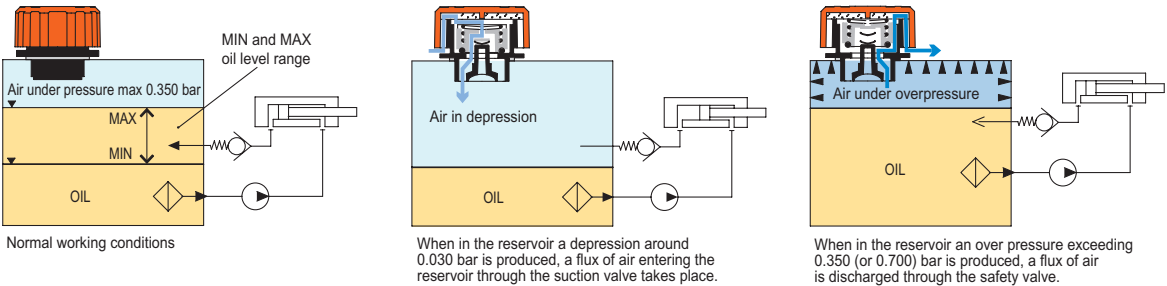 MIN and MAX
oil level range
Air under pressure max 0.350 bar
MAX
MIN
OIL
Normal working conditions
Air in depression
OIL
When in the reservoir a depression around
0.030 bar is produced, a flux of air entering the
reservoir through the suction valve takes place.
Air under overpressure
OIL
When in the reservoir an over pressure exceeding
0.350 (or 0.700) bar is produced, a flux of air
is discharged through the safety valve.